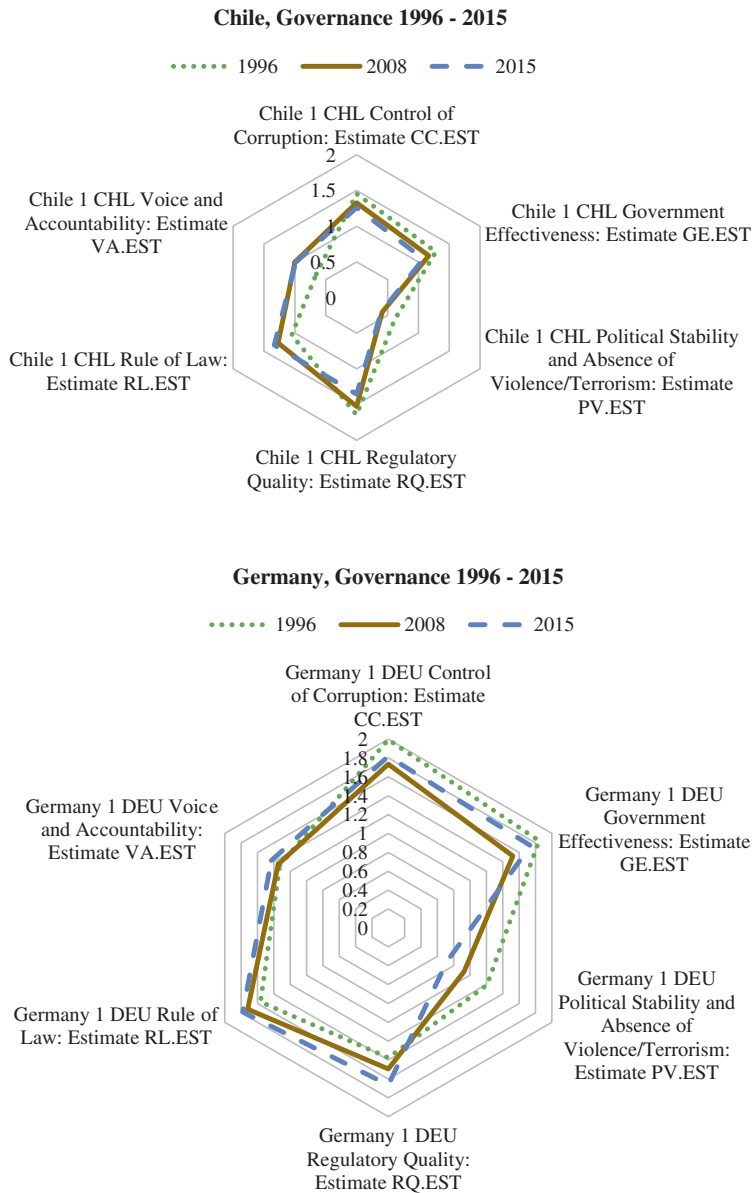 Chile, Governance 1996 - 2015
1996 2008 2015
Chile 1 CHL Control of
Corruption: Estimate CC.EST
2
1.5
1
0.5
0
Chile 1 CHL Government
Effectiveness: Estimate GE.EST
Chile 1 CHL Political Stability
and Absence of
Violence/Terrorism: Estimate
PV.EST
Chile 1 CHL Regulatory
Quality: Estimate RQ.EST
Chile 1 CHL Rule of Law:
Estimate RL.EST
Chile 1 CHL Voice and
Accountability: Estimate
VA.EST
Germany, Governance 1996 - 2015
1996 2008 2015
Germany 1 DEU Control
of Corruption: Estimate
CC.EST
2
1.8
1.6
1.4
1.2
1
0.8
0.6
0.4
0.2
0
Germany 1 DEU
Government
Effectiveness: Estimate
GE.EST
Germany 1 DEU
Political Stability and
Absence of
Violence/Terrorism:
Estimate PV.EST
Germany 1 DEU
Regulatory Quality:
Estimate RQ.EST
Germany 1 DEU Rule of
Law: Estimate RL.EST
Germany 1 DEU Voice
and Accountability:
Estimate VA.EST